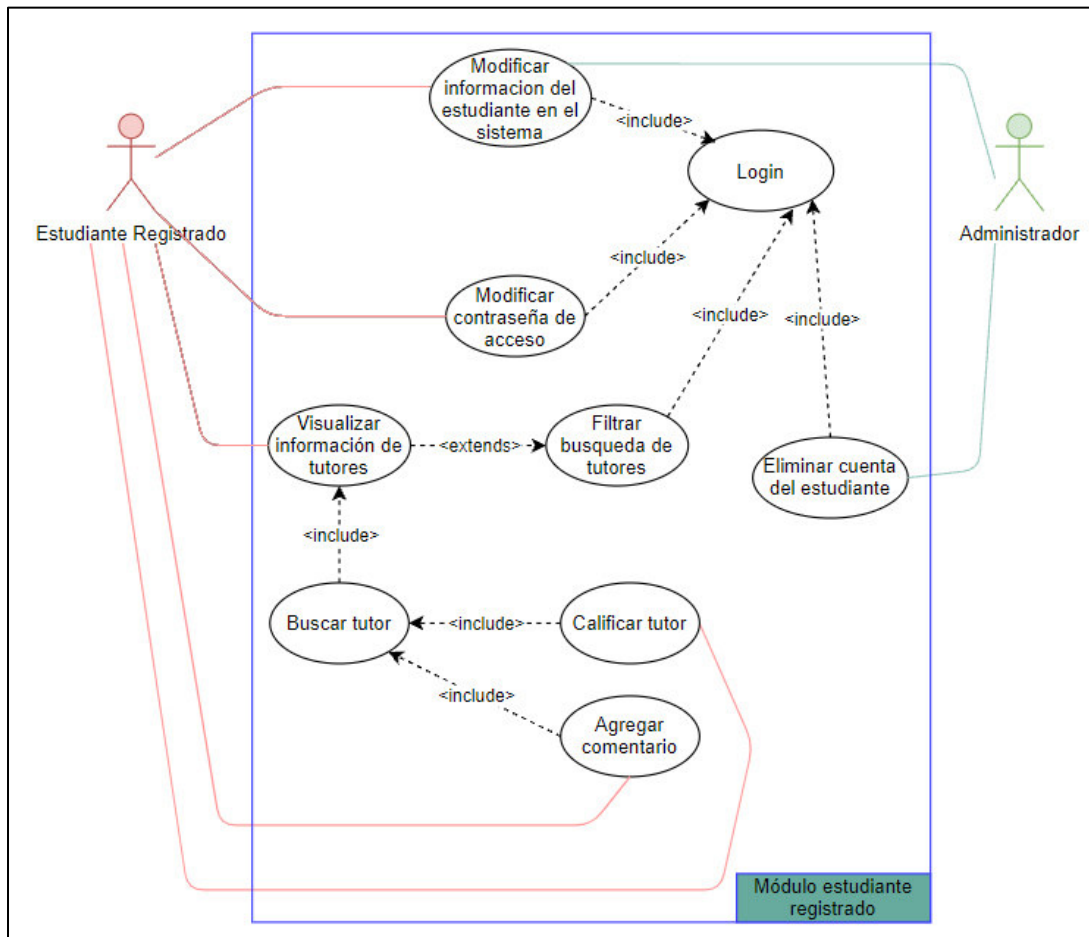 Modificar
informacion del
estudiante en el
sistema
<include>
Login
Estudiante Registrado
Administrador
<include>
Modificar
contraseña de
acceso
<include>
<include>
Visualizar
información de
tutores
<extends>
Filtrar
busqueda de
tutores
Eliminar cuenta
del estudiante
<include>
Buscar tutor
<include>
Calificar tutor
<include>
Agregar
comentario
Módulo estudiante
registrado